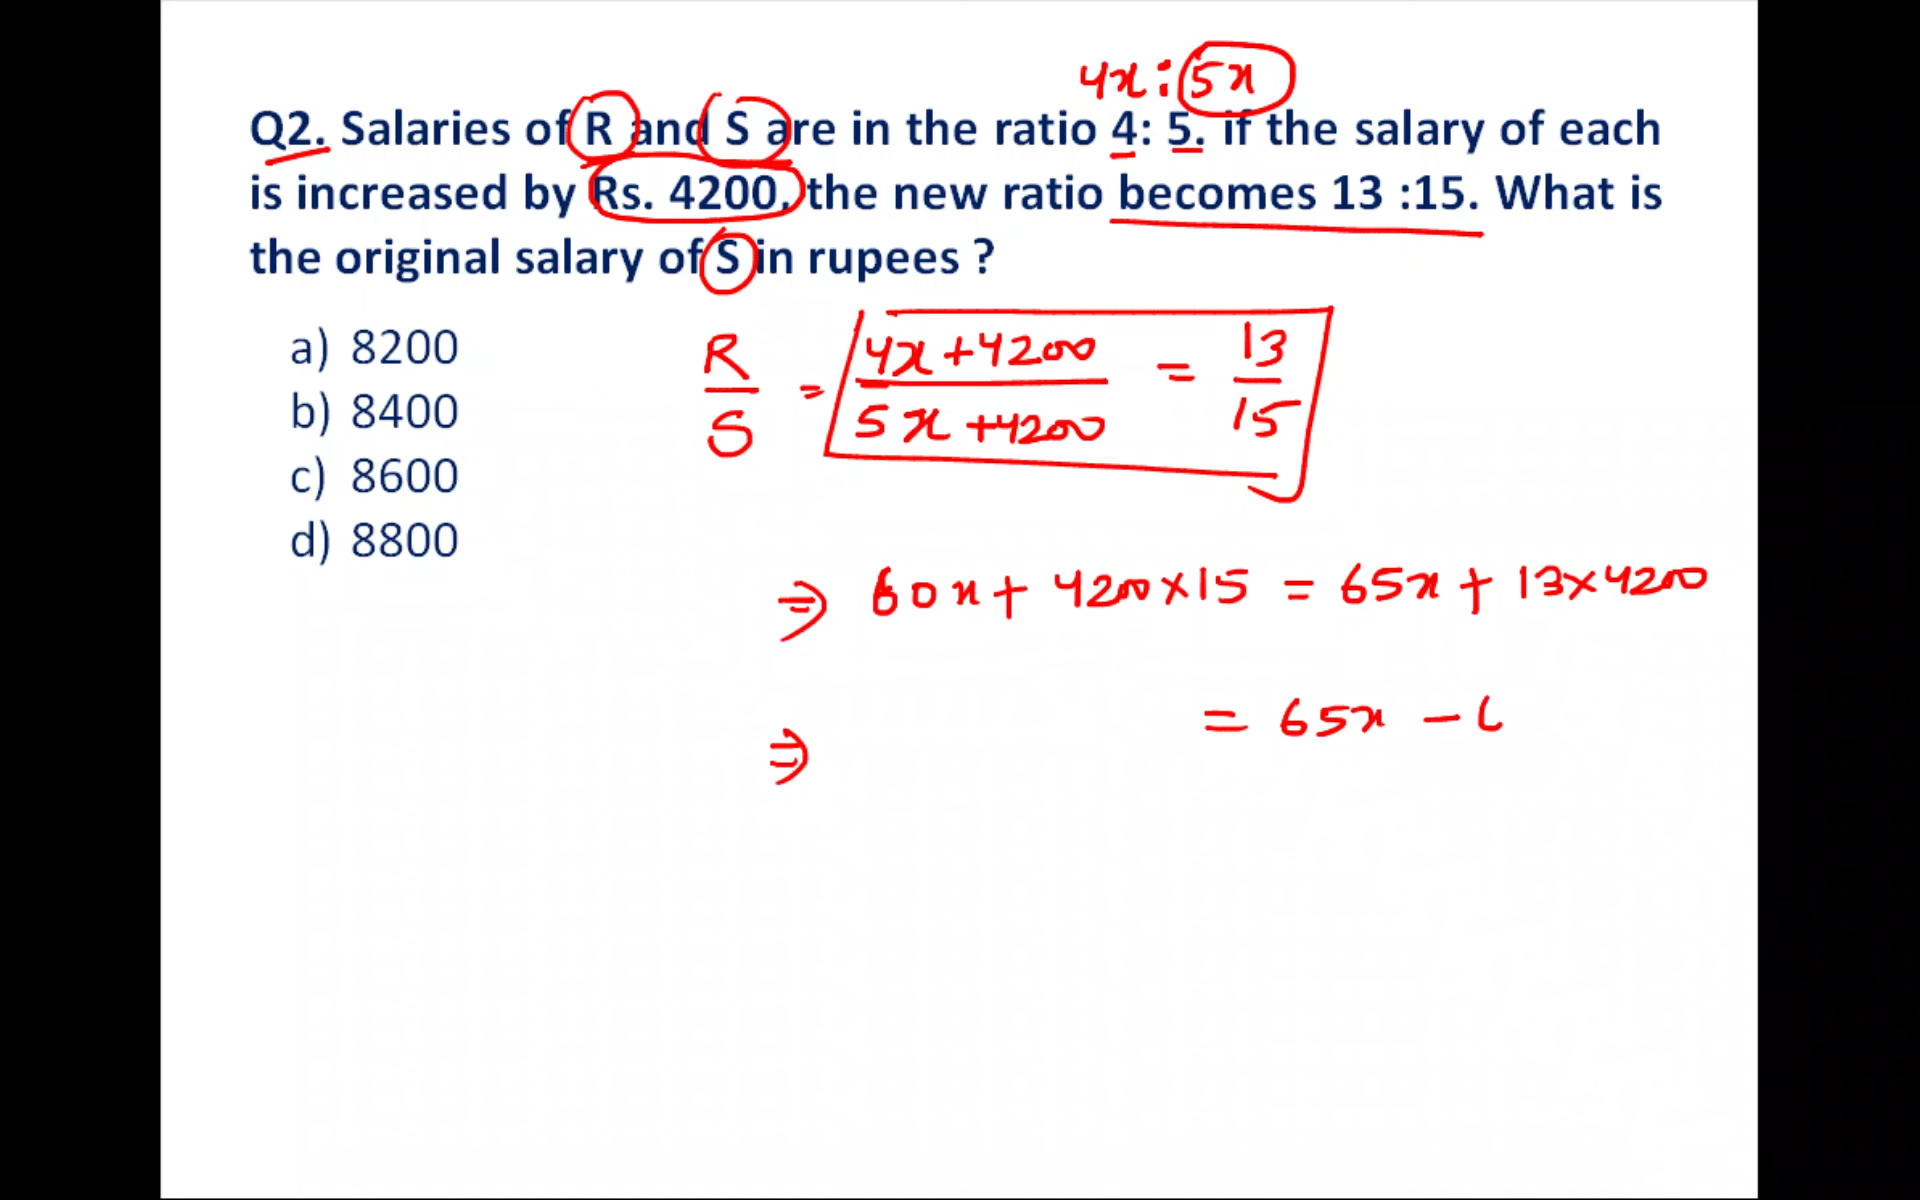 4x : 5x
Q2. Salaries of R and S are in the ratio 4: 5. if the salary of each
is increased by Rs. 4200, the new ratio becomes 13 :15. What is
the original salary of S in rupees ?
a) 8200
b) 8400
c) 8600
d) 8800
R/S = (4x+4200)/(5x+4200) = 13/15
⇒ 60x + 4200×15 = 65x + 13×4200
⇒ = 65x – 6